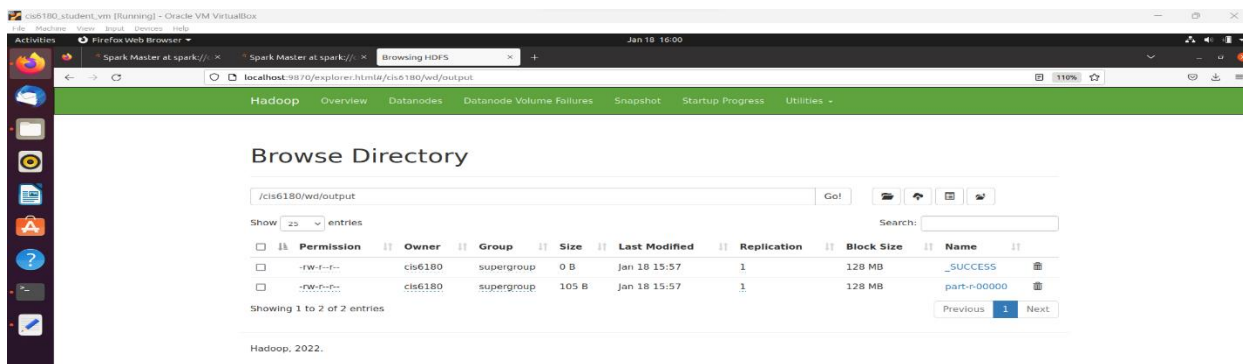 cis6180_student_vm [Running] - Oracle VM VirtualBox
File Machine View Input Devices Help
Activities Firefox Web Browser Jan 18 16:00
Spark Master at spark:// Spark Master at spark:// Browsing HDFS
localhost:9870/explorer.html#/cis6180/wd/output 110%
Hadoop Overview Datanodes Datanode Volume Failures Snapshot Startup Progress Utilities
Browse Directory
/cis6180/wd/output Go!
Show 25 entries Search:
Permission Owner Group Size Last Modified Replication Block Size Name
-rw-r--r-- cis6180 supergroup 0 B Jan 18 15:57 1 128 MB _SUCCESS
-rw-r--r-- cis6180 supergroup 105 B Jan 18 15:57 1 128 MB part-r-00000
Showing 1 to 2 of 2 entries Previous 1 Next
Hadoop, 2022.